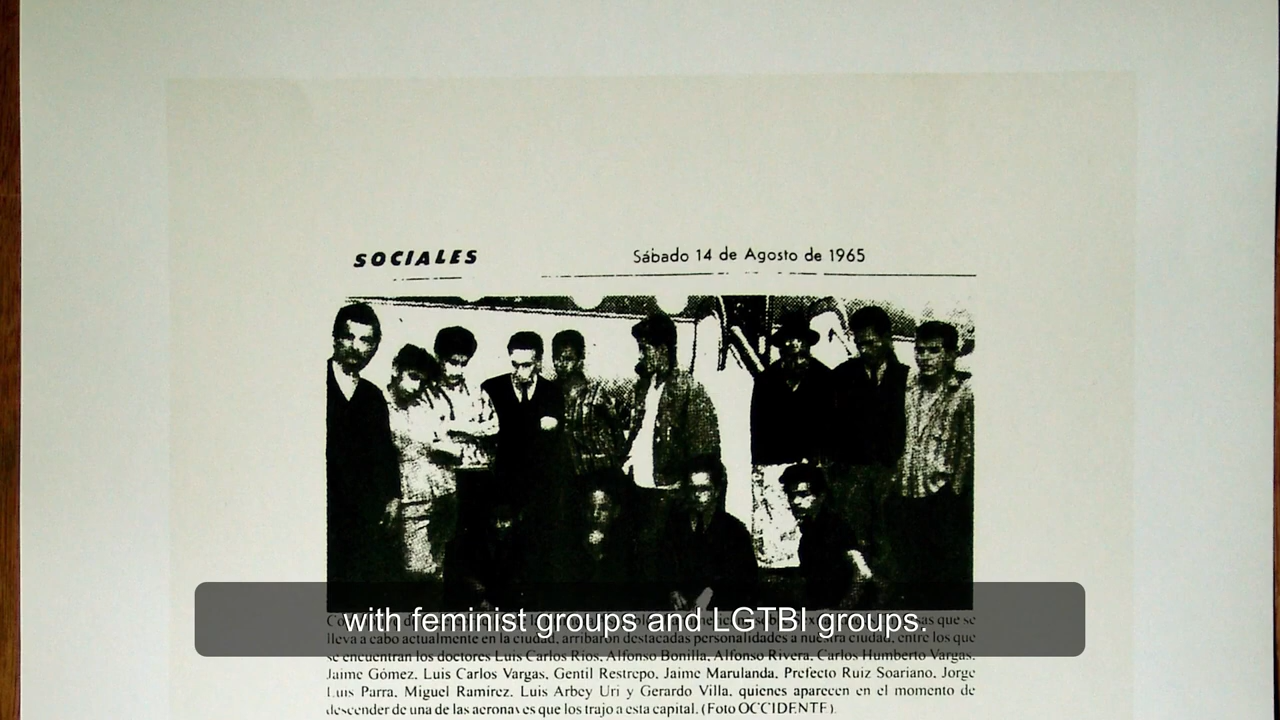 SOCIALES
Sábado 14 de Agosto de 1965
with feminist groups and LGTBI groups.
lleva a cabo actualmente en la ciudad, arribaron destacadas personalidades a nuestra ciudad, entre los que
se encuentran los doctores Luis Carlos Rios, Alfonso Bonilla, Alfonso Rivera, Carlos Humberto Vargas,
Jaime Gómez, Luis Carlos Vargas, Gentil Restrepo, Jaime Marulanda, Prefecto Ruiz Soariano, Jorge
Luis Parra, Miguel Ramirez, Luis Arbey Uri y Gerardo Villa, quienes aparecen en el momento de
descender de una de las aeronaves que los trajo a esta capital. (Foto OCCIDENTE).